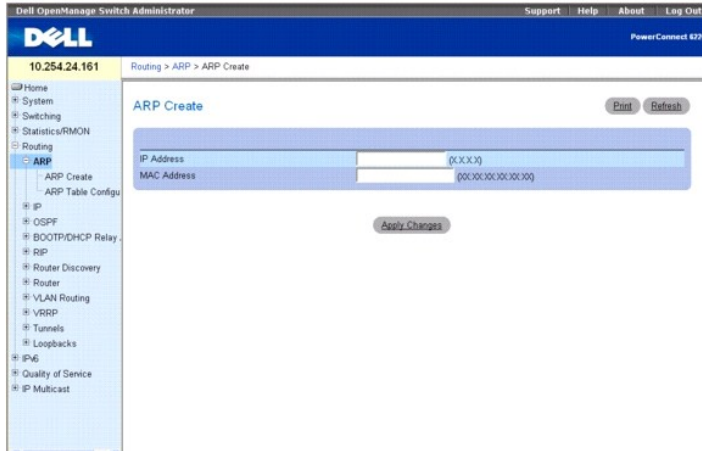 Dell OpenManage Switch Administrator
Support Help About Log Out
DELL
PowerConnect 622
10.254.24.161
Routing > ARP > ARP Create
Home
System
Switching
Statistics/RMON
Routing
ARP
ARP Create
ARP Table Configu
IP
OSPF
BOOTP/DHCP Relay
RIP
Router Discovery
Router
VLAN Routing
VRRP
Tunnels
Loopbacks
IPv6
Quality of Service
IP Multicast
ARP Create
Print Refresh
IP Address (X.X.X.X)
MAC Address (XX:XX:XX:XX:XX:XX)
Apply Changes